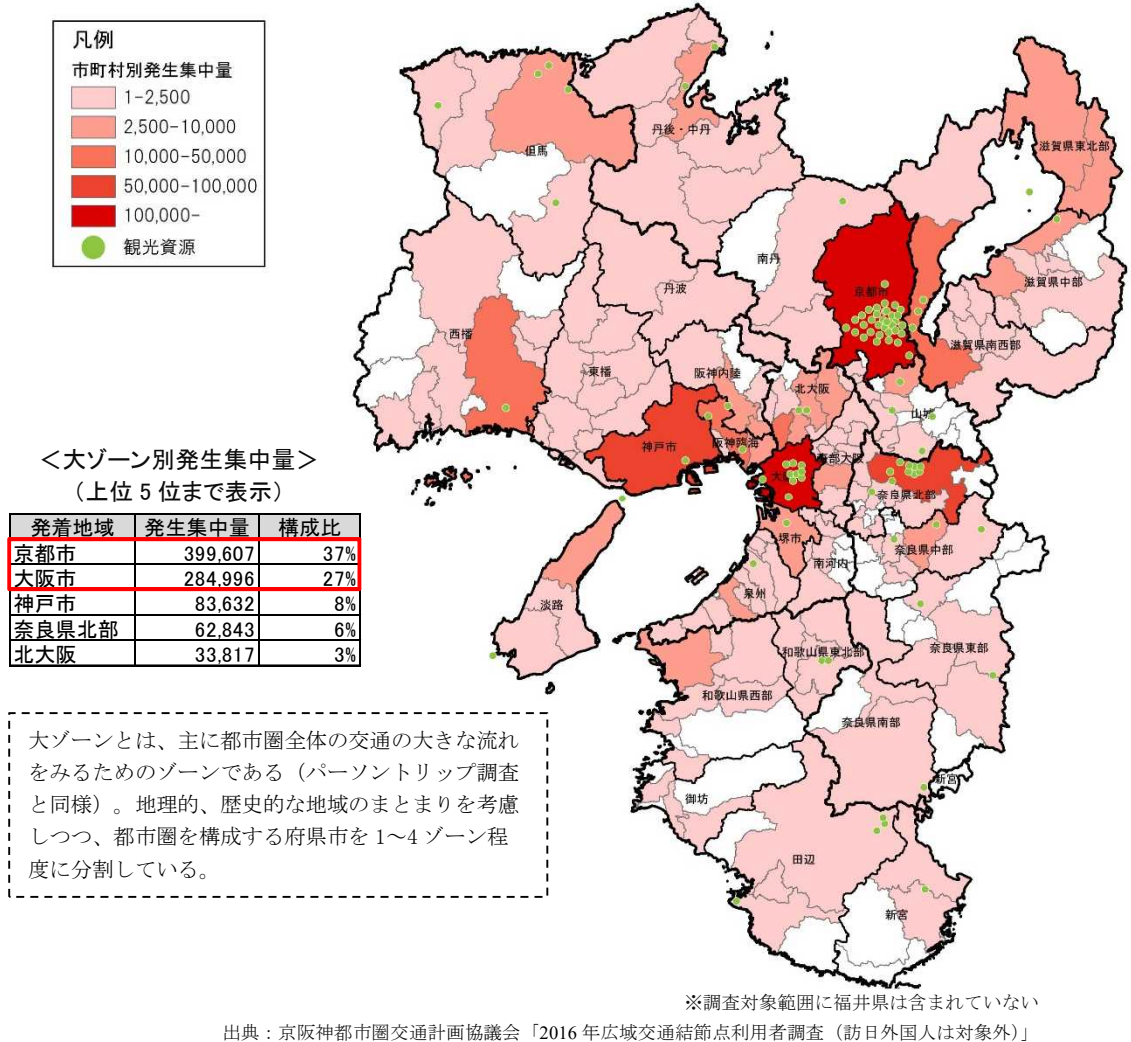 凡例
市町村別発生集中量
1-2,500
2,500-10,000
10,000-50,000
50,000-100,000
100,000-
観光資源
丹後・中丹
但馬
滋賀県東北部
南丹
京都市
滋賀県中部
丹波
西播
滋賀県南西部
東播
阪神内陸
北大阪
山城
神戸市
阪神臨海
東部大阪
大阪市
奈良県北部
堺市
奈良県中部
南河内
泉州
淡路
和歌山県東北部
奈良県東部
和歌山県西部
奈良県南部
新宮
御坊
田辺
新宮
＜大ゾーン別発生集中量＞
（上位 5 位まで表示）
発着地域 発生集中量 構成比
京都市 399,607 37%
大阪市 284,996 27%
神戸市 83,632 8%
奈良県北部 62,843 6%
北大阪 33,817 3%
大ゾーンとは、主に都市圏全体の交通の大きな流れ
をみるためのゾーンである（パーソントリップ調査
と同様）。地理的、歴史的な地域のまとまりを考慮
しつつ、都市圏を構成する府県市を 1～4 ゾーン程
度に分割している。
※調査対象範囲に福井県は含まれていない
出典：京阪神都市圏交通計画協議会「2016 年広域交通結節点利用者調査（訪日外国人は対象外）」